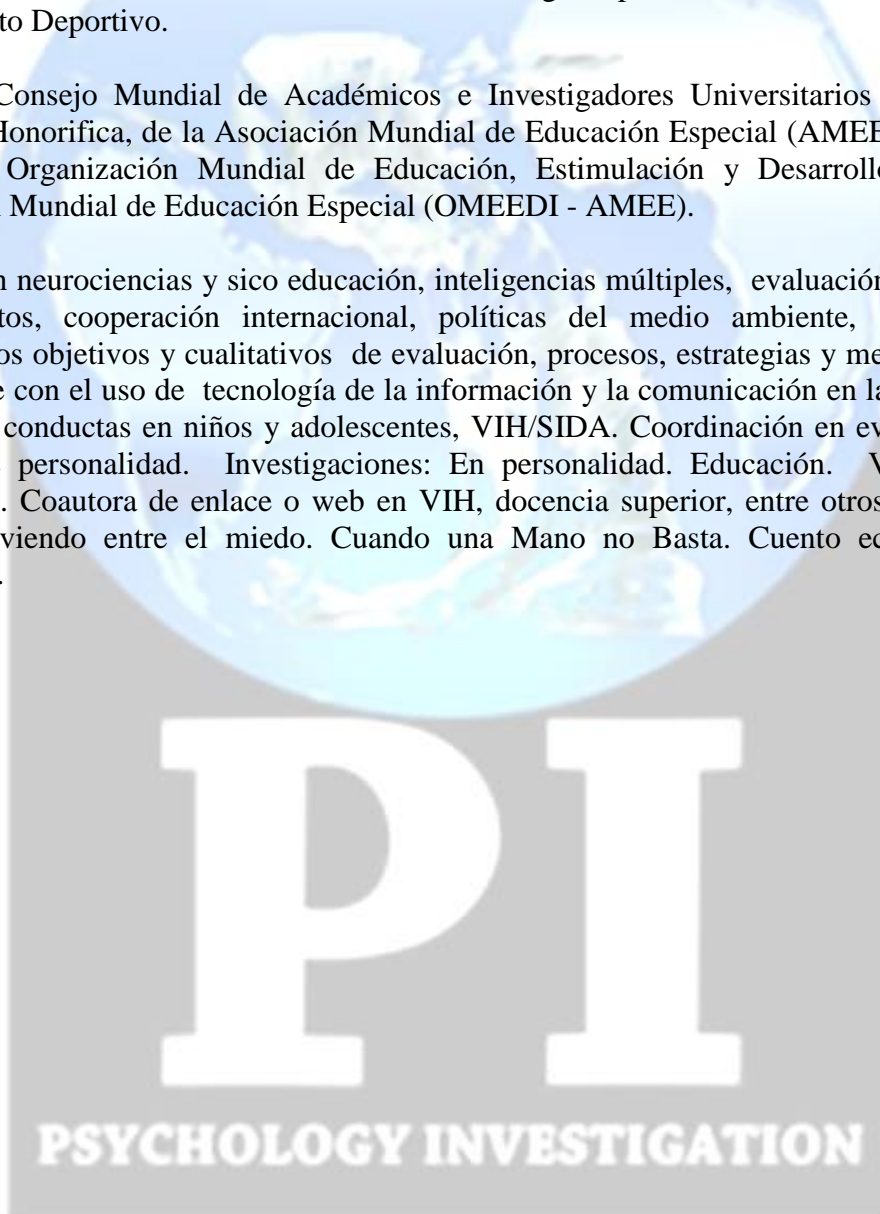 to Deportivo.
Consejo Mundial de Académicos e Investigadores Universitarios
Honorifica, de la Asociación Mundial de Educación Especial (AMEE
Organización Mundial de Educación, Estimulación y Desarrollo
Mundial de Educación Especial (OMEEDI - AMEE).
n neurociencias y sico educación, inteligencias múltiples, evaluación
tos, cooperación internacional, políticas del medio ambiente,
os objetivos y cualitativos de evaluación, procesos, estrategias y me
e con el uso de tecnología de la información y la comunicación en la
conductas en niños y adolescentes, VIH/SIDA. Coordinación en ev
personalidad. Investigaciones: En personalidad. Educación. V
. Coautora de enlace o web en VIH, docencia superior, entre otros
viendo entre el miedo. Cuando una Mano no Basta. Cuento ec
.
PI
PSYCHOLOGY INVESTIGATION